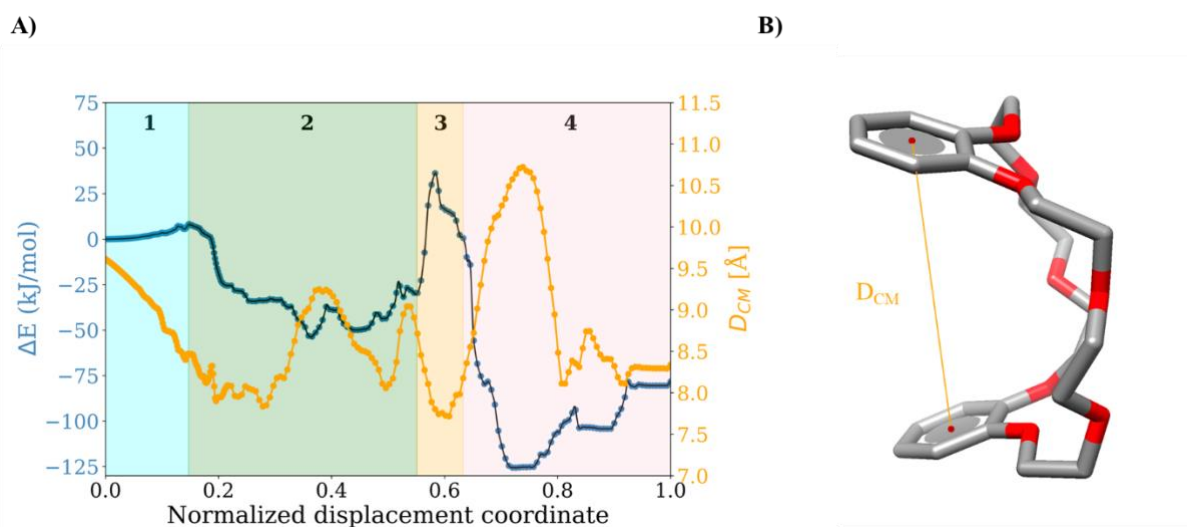 A)
B)
1 2 3 4
75
50
25
0
−25
−50
−75
−100
−125
ΔE (kJ/mol)
11.5
11.0
10.5
10.0
9.5
9.0
8.5
8.0
7.5
7.0
D_CM [Å]
0.0 0.2 0.4 0.6 0.8 1.0
Normalized displacement coordinate
D_CM